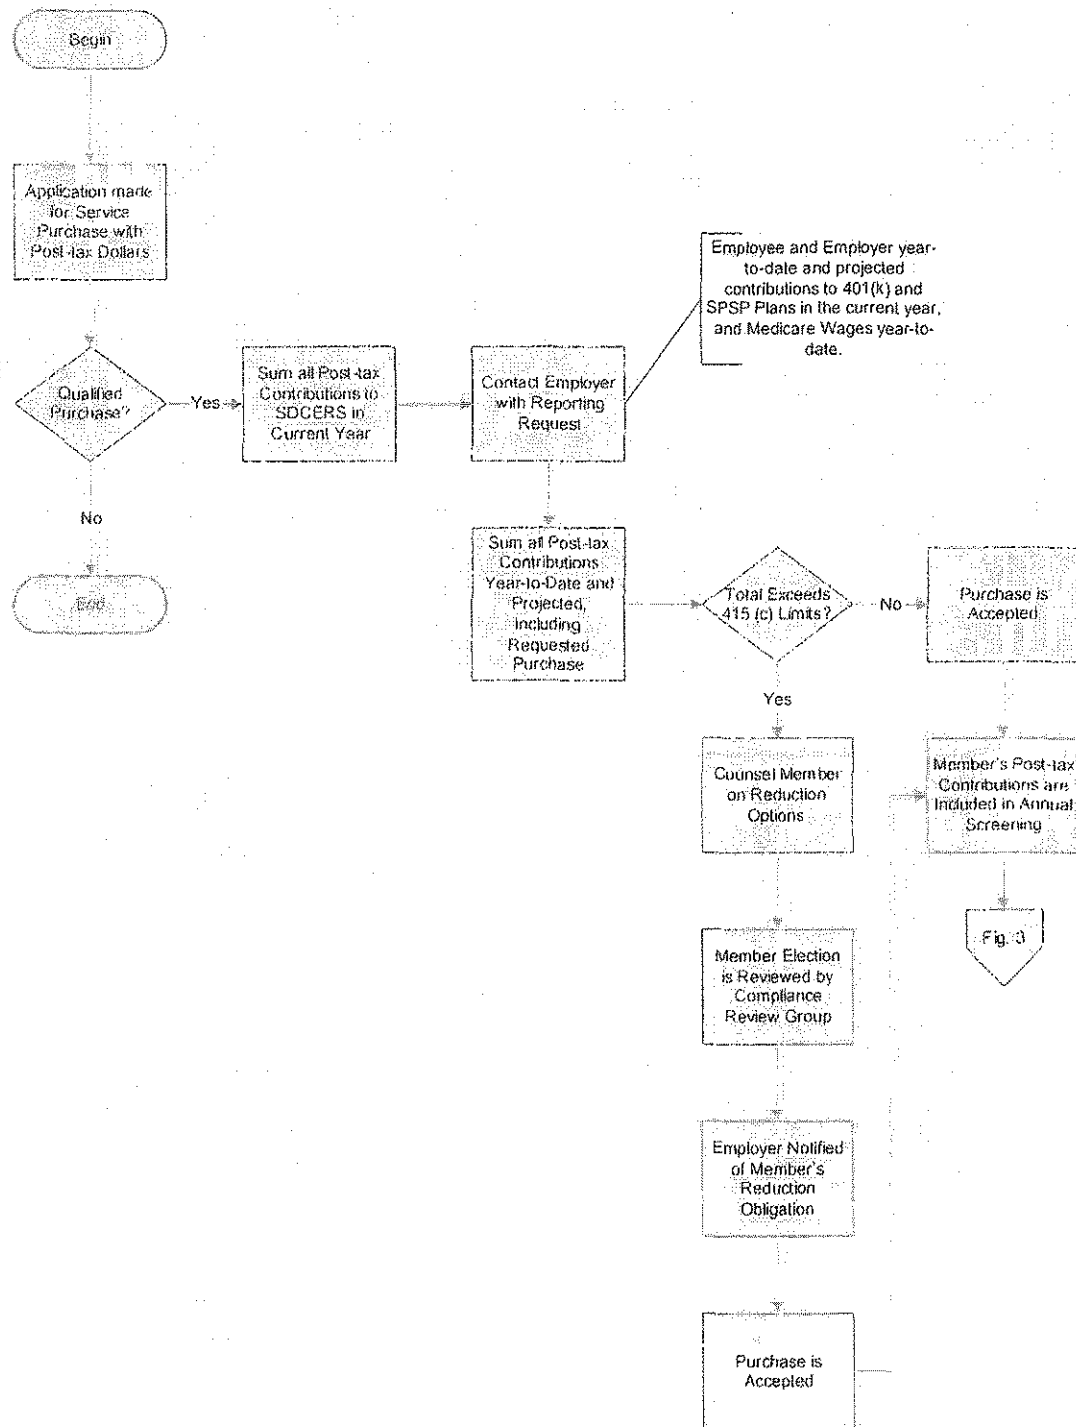 Begin
Application made
for Service
Purchase with
Post-tax Dollars
Qualified
Purchase?
Yes
No
End
Sum all Post-tax
Contributions to
SDCERS in
Current Year
Contact Employer
with Reporting
Request
Employee and Employer year-
to-date and projected
contributions to 401(k) and
SPSP Plans in the current year,
and Medicare Wages year-to-
date.
Sum all Post-tax
Contributions
Year-to-Date and
Projected,
Including
Requested
Purchase
Total Exceeds
415 (c) Limits?
No
Purchase is
Accepted
Yes
Counsel Member
on Reduction
Options
Member's Post-tax
Contributions are
Included in Annual
Screening
Fig. 3
Member Election
is Reviewed by
Compliance
Review Group
Employer Notified
of Member's
Reduction
Obligation
Purchase is
Accepted